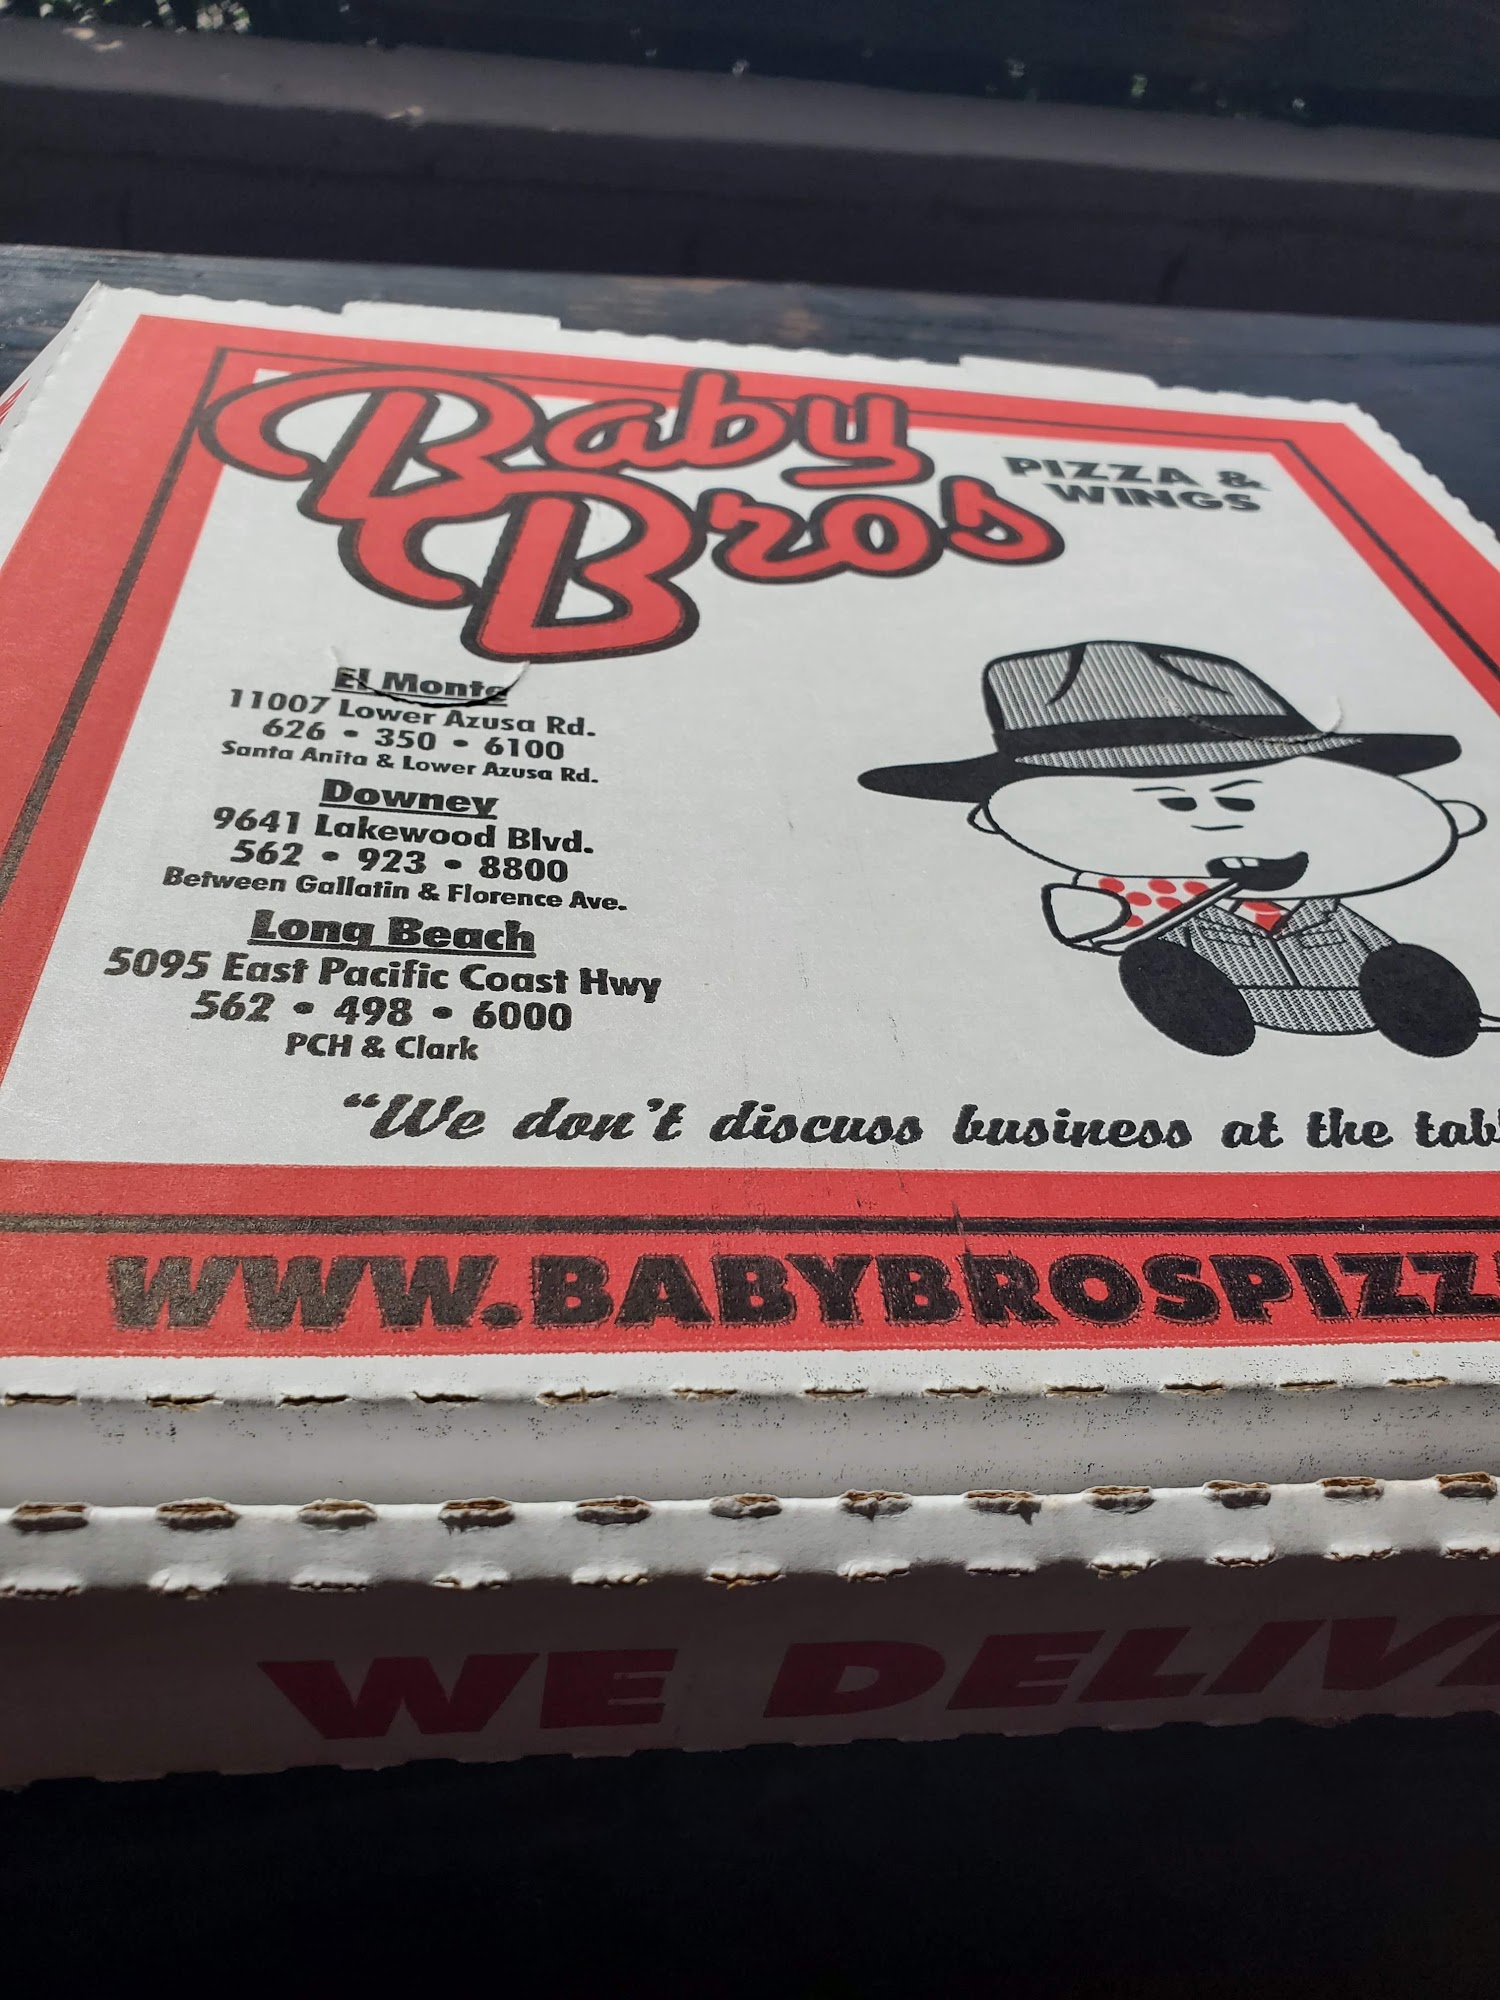 Baby
Bros
PIZZA &
WINGS
El Monte
11007 Lower Azusa Rd.
626 • 350 • 6100
Santa Anita & Lower Azusa Rd.
Downey
9641 Lakewood Blvd.
562 • 923 • 8800
Between Gallatin & Florence Ave.
Long Beach
5095 East Pacific Coast Hwy
562 • 498 • 6000
PCH & Clark
"We don't discuss business at the
WWW.BABYBROSPIZZ
WE DELIV